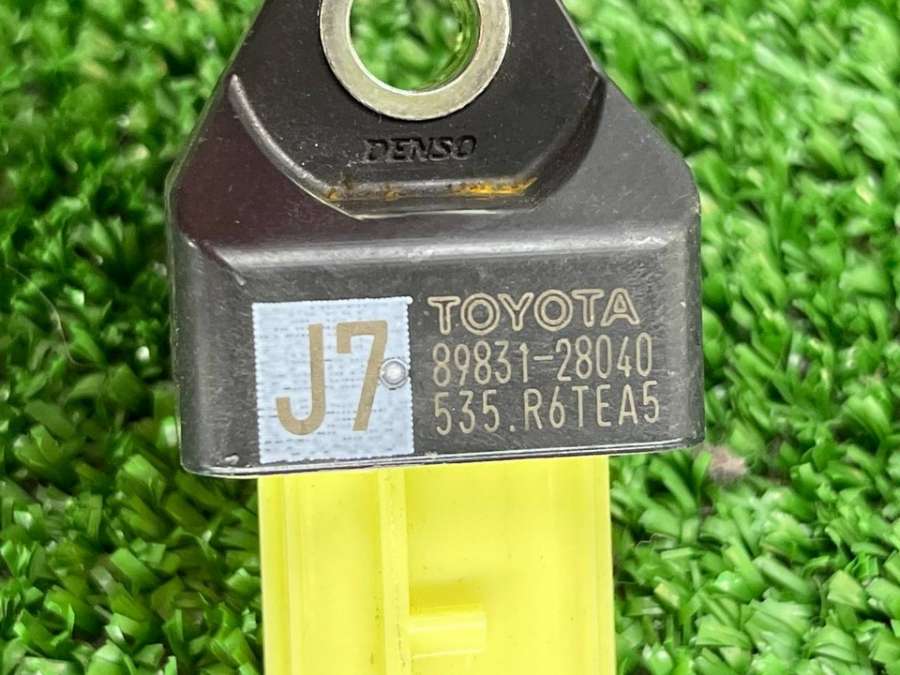 DENSO
J7
TOYOTA
89831-28040
535.R6TEA5